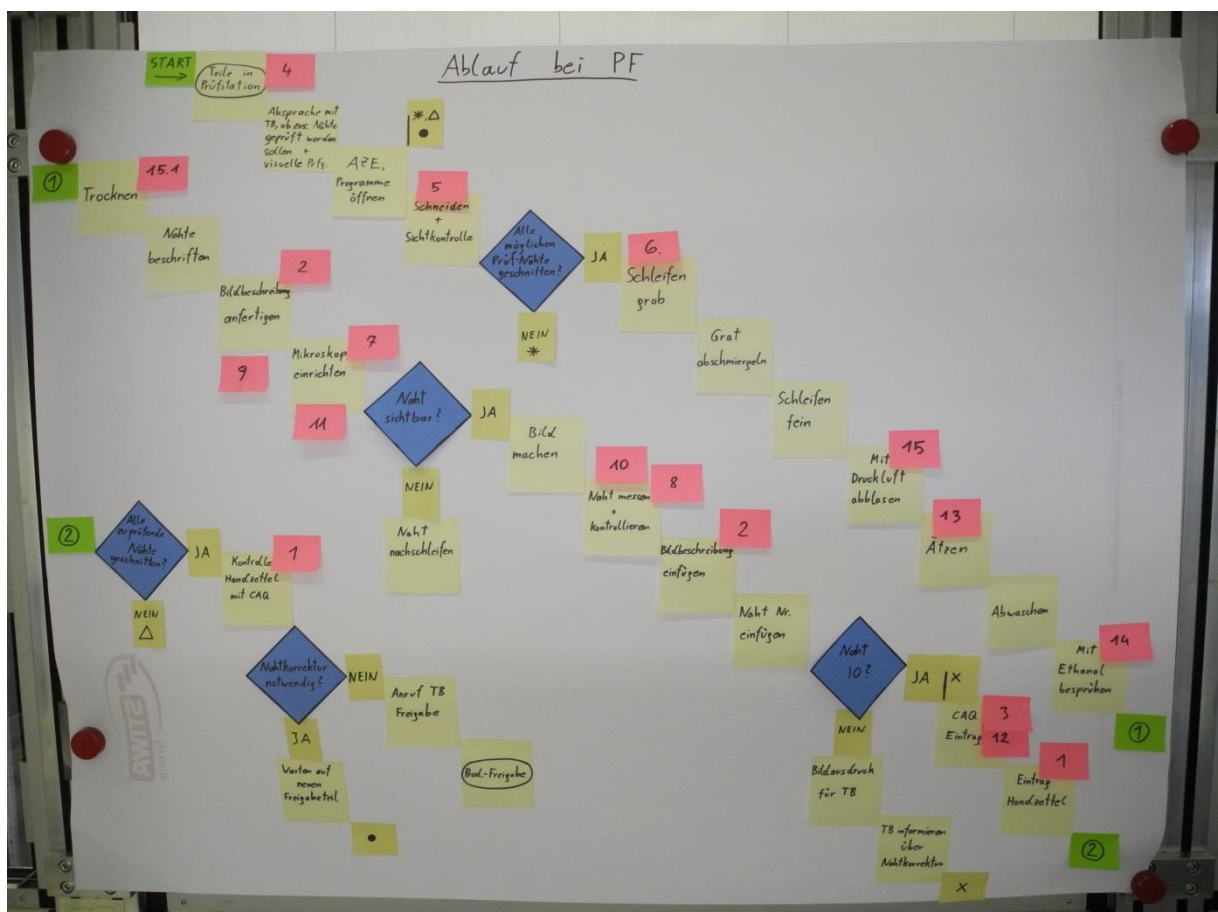 Ablauf bei PF
START
Teile in
Prüfstation
4
Absprache mit
TB, ob zus. Nähte
geprüft werden
sollen +
visuelle Prfg.
*, △
●
AZE,
Programme
öffnen
5
Schneiden
+
Sichtkontrolle
Alle
möglichen
Prüf-Nähte
geschnitten?
JA
NEIN
*
6.
Schleifen
grob
Grat
abschmirgeln
Schleifen
fein
15
Mit
Druckluft
abblasen
13
Ätzen
Abwaschen
14
Mit
Ethanol
besprühen
1
1
Trocknen
15.1
Nähte
beschriften
2
Bildbeschreibung
anfertigen
9
7
Mikroskop
einrichten
11
Naht
sichtbar?
JA
NEIN
Naht
nachschleifen
Bild
machen
10
Naht messen
+
kontrollieren
8
2
Bildbeschreibung
einfügen
Naht Nr.
einfügen
Naht
IO?
JA
X
NEIN
Bildausdruck
für TB
TB informieren
über
Nahtkorrektur
X
CAQ
Eintrag
3
12
1
Eintrag
Handzettel
2
2
Alle
zu prüfende
Nähte
geschnitten?
JA
NEIN
△
1
Kontrolle
Handzettel
mit CAQ
Nahtkorrektur
notwendig?
NEIN
JA
Warten auf
neuen
Freigabeteil
●
Anruf TB
Freigabe
Prod.-Freigabe
AWITE